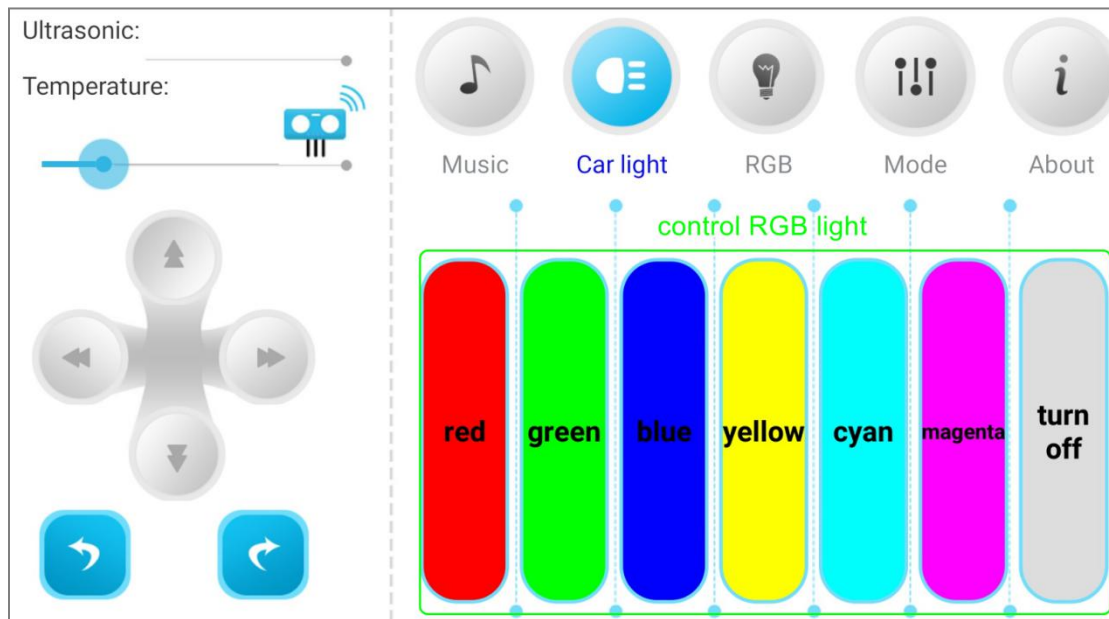 Ultrasonic:
Temperature:
Music
Car light
RGB
Mode
About
control RGB light
red
green
blue
yellow
cyan
magenta
turn
off